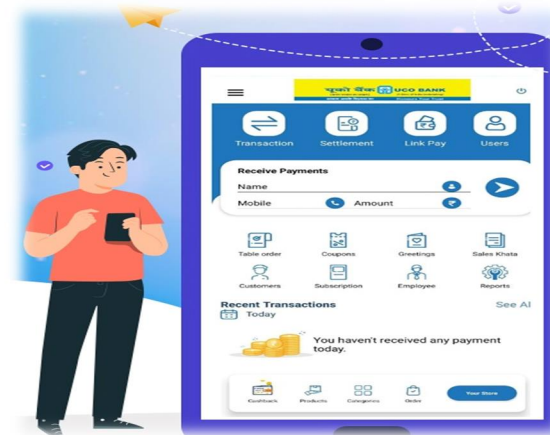 यूको बैंक UCO BANK
Transaction Settlement Link Pay Users
Receive Payments
Name
Mobile Amount
Table order Coupons Greetings Sales Khata
Customers Subscription Employee Reports
Recent Transactions See Al
Today
You haven't received any payment
today.
Cashback Products Categories Order Your Store